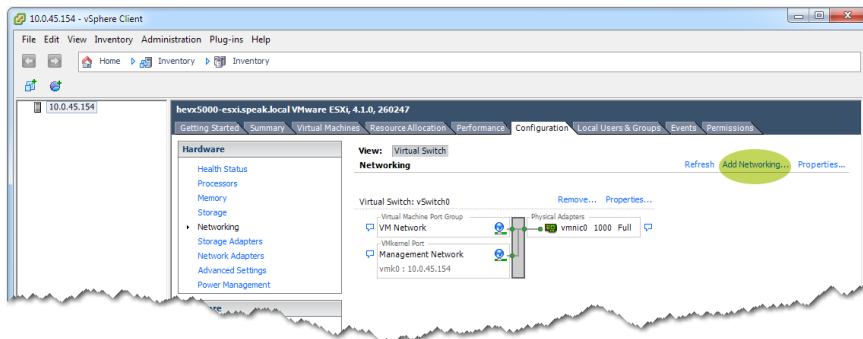 10.0.45.154 - vSphere Client
File Edit View Inventory Administration Plug-ins Help
Home Inventory Inventory
10.0.45.154
hevx5000-esxi.speak.local VMware ESXi, 4.1.0, 260247
Getting Started Summary Virtual Machines Resource Allocation Performance Configuration Local Users & Groups Events Permissions
Hardware
Health Status
Processors
Memory
Storage
Networking
Storage Adapters
Network Adapters
Advanced Settings
Power Management
View: Virtual Switch
Networking
Refresh Add Networking... Properties...
Virtual Switch: vSwitch0 Remove... Properties...
Virtual Machine Port Group
VM Network
Physical Adapters
vmnic0 1000 Full
VMkernel Port
Management Network
vmk0 : 10.0.45.154